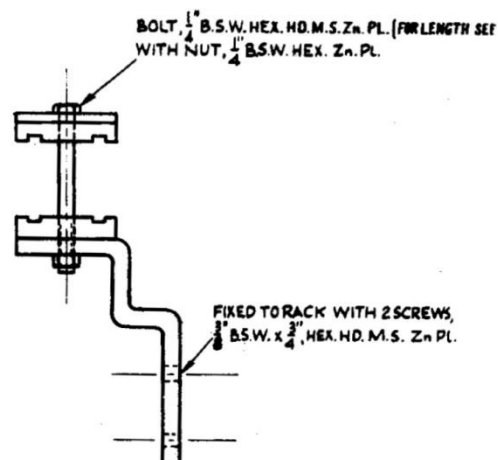 BOLT, 1/4" B.S.W. HEX. HD. M.S. Zn. PL. (FOR LENGTH SEE
WITH NUT, 1/4" B.S.W. HEX. Zn. PL.
FIXED TO RACK WITH 2 SCREWS,
3/8" B.S.W. x 3/4", HEX. HD. M.S. Zn PL.